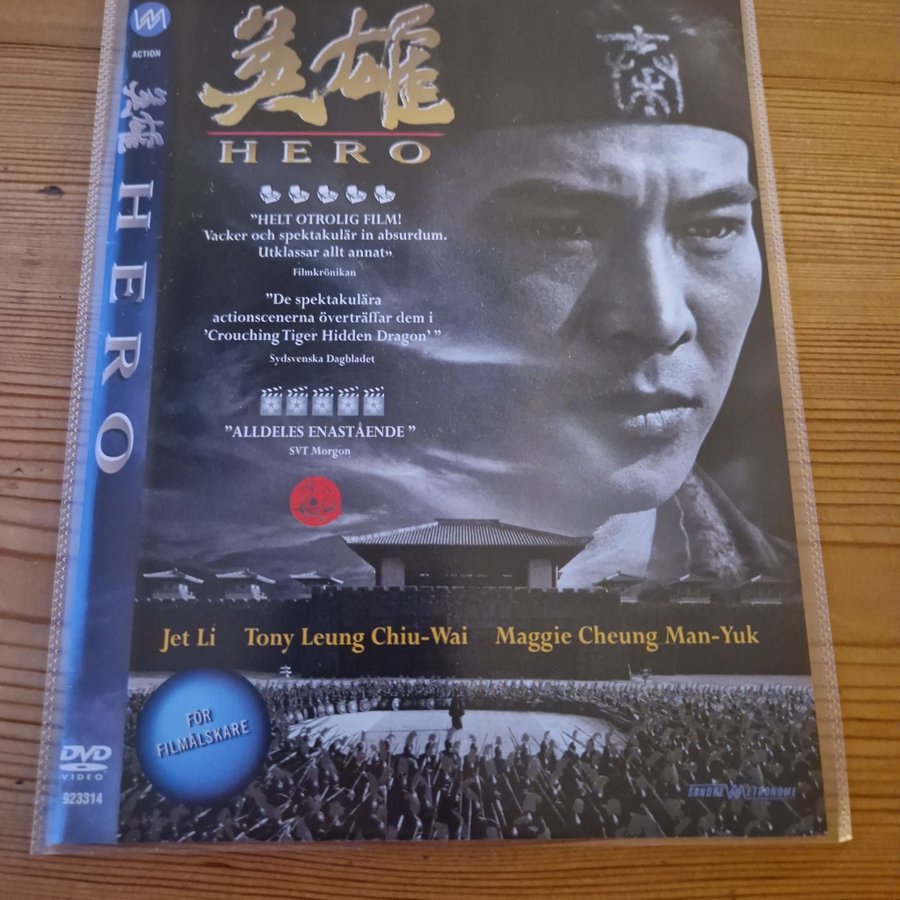 ACTION
英雄
HERO
DVD
VIDEO
923314
英雄
HERO
”HELT OTROLIG FILM!
Vacker och spektakulär in absurdum.
Utklassar allt annat”
Filmkrönikan
”De spektakulära
actionscenerna överträffar dem i
’Crouching Tiger Hidden Dragon’ ”
Sydsvenska Dagbladet
”ALLDELES ENASTÅENDE ”
SVT Morgon
Jet Li Tony Leung Chiu-Wai Maggie Cheung Man-Yuk
FÖR
FILMÄLSKARE
SANDREW METRONOME